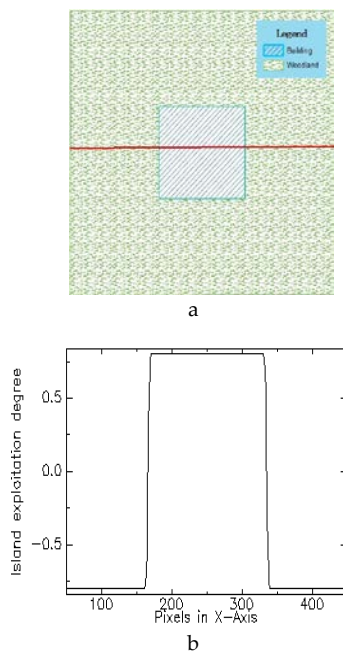 Legend
Building
Woodland
a
Island exploitation degree
0.5
0.0
−0.5
100
200
300
400
Pixels in X−Axis
b